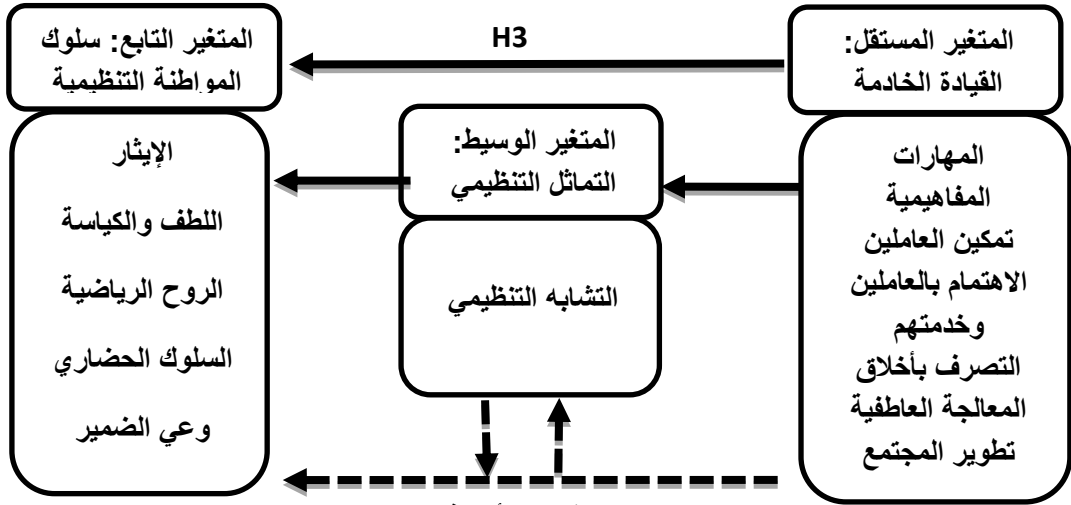 المتغير المستقل:
القيادة الخادمة
H3
المتغير التابع: سلوك
المواطنة التنظيمية
المهارات
المفاهيمية
تمكين العاملين
الاهتمام بالعاملين
وخدمتهم
التصرف بأخلاق
المعالجة العاطفية
تطوير المجتمع
المتغير الوسيط:
التماثل التنظيمي
التشابه التنظيمي
الإيثار
اللطف والكياسة
الروح الرياضية
السلوك الحضاري
وعي الضمير